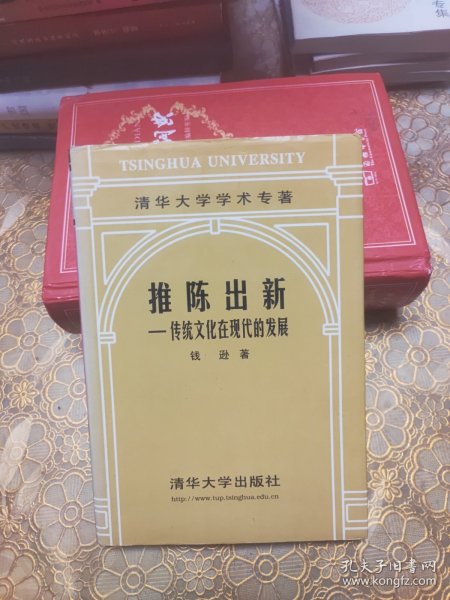 专集
TSINGHUA UNIVERSITY
清华大学学术专著
推陈出新
—传统文化在现代的发展
钱 逊 著
清华大学出版社
http://www.tup.tsinghua.edu.cn
孔夫子旧书网
www.kongfz.com